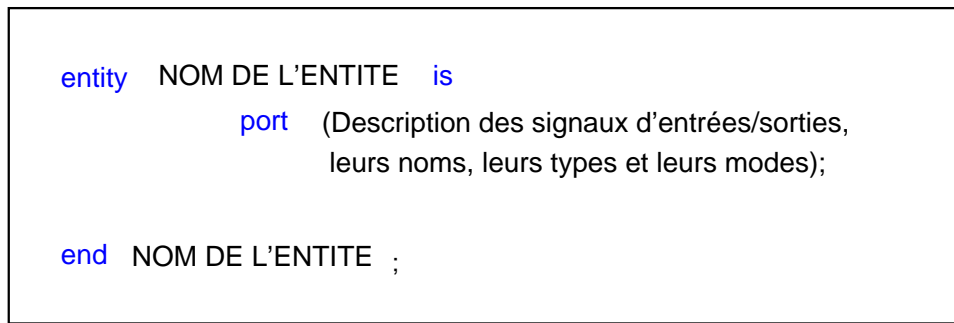 entity NOM DE L'ENTITE is
port (Description des signaux d'entrées/sorties,
leurs noms, leurs types et leurs modes);
end NOM DE L'ENTITE ;